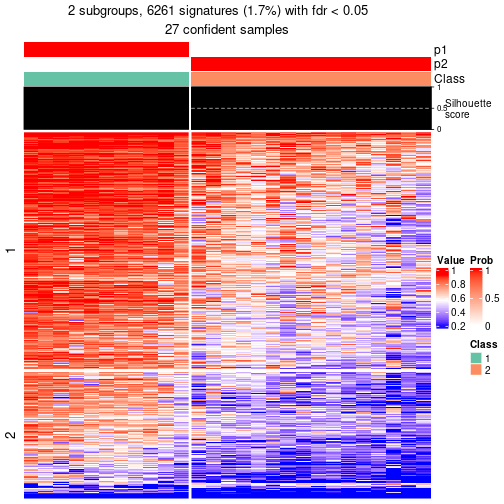 2 subgroups, 6261 signatures (1.7%) with fdr < 0.05
27 confident samples
p1
p2
Class
1
0.5
0
Silhouette
score
1
2
Value
1
0.8
0.6
0.4
0.2
Prob
1
0.5
0
Class
1
2